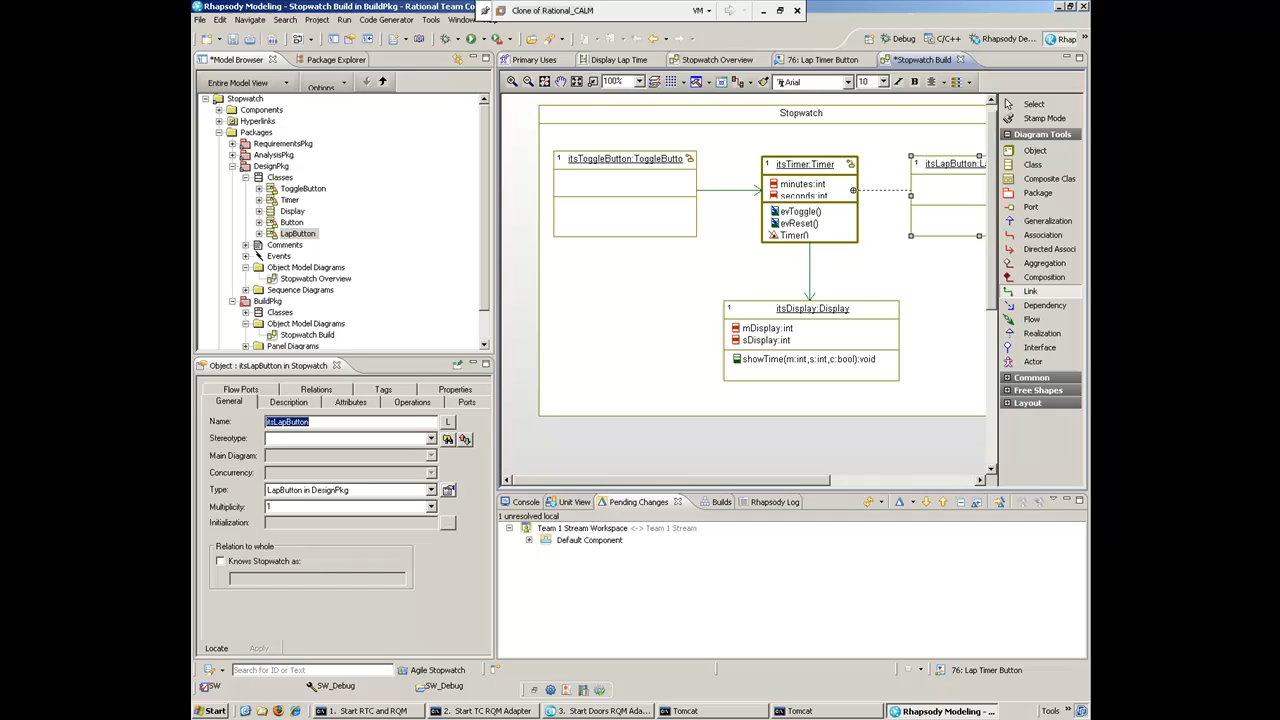 Rhapsody Modeling - Stopwatch Build in BuildPkg - Rational Team Co
Clone of Rational_CALM
VM
File Edit Navigate Search Project Run Code Generator Tools Window
Debug
C/C++
Rhapsody De...
Rhap
*Model Browser
Package Explorer
Primary Uses
Display Lap Time
Stopwatch Overview
76: Lap Timer Button
*Stopwatch Build
Entire Model View
Options
100%
Arial
10
Stopwatch
Components
Hyperlinks
Packages
RequirementsPkg
AnalysisPkg
DesignPkg
Classes
ToggleButton
Timer
Display
Button
LapButton
Comments
Events
Object Model Diagrams
Stopwatch Overview
Sequence Diagrams
BuildPkg
Classes
Object Model Diagrams
Stopwatch Build
Panel Diagrams
Stopwatch
1 itsToggleButton:ToggleButto
1 itsTimer:Timer
minutes:int
seconds:int
evToggle()
evReset()
Timer()
1 itsLapButton:La
1 itsDisplay:Display
mDisplay:int
sDisplay:int
showTime(m:int,s:int,c:bool):void
Select
Stamp Mode
Diagram Tools
Object
Class
Composite Clas
Package
Port
Generalization
Association
Directed Associ
Aggregation
Composition
Link
Dependency
Flow
Realization
Interface
Actor
Common
Free Shapes
Layout
Object : itsLapButton in Stopwatch
Flow Ports Relations Tags Properties
General Description Attributes Operations Ports
Name: itsLapButton L
Stereotype:
Main Diagram:
Concurrency:
Type: LapButton in DesignPkg
Multiplicity: 1
Initialization: ...
Relation to whole
Knows Stopwatch as:
Locate Apply
Console
Unit View
Pending Changes
Builds
Rhapsody Log
1 unresolved local
Team 1 Stream Workspace <-> Team 1 Stream
Default Component
Search for ID or Text
Agile Stopwatch
76: Lap Timer Button
SW
SW_Debug
SW_Debug
Start
1. Start RTC and RQM
2. Start TC RQM Adapter
3. Start Doors RQM Ada...
Tomcat
Tomcat
Rhapsody Modeling - ...
Tools